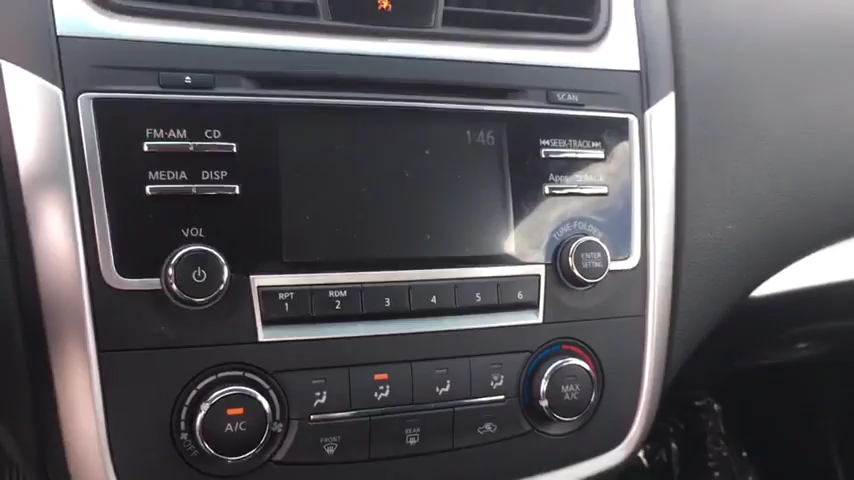 SCAN
FM·AM CD
1:46
SEEK·TRACK
MEDIA DISP
Apps BACK
VOL
TUNE·FOLDER
ENTER
SETTING
RPT
1
RDM
2
3
4
5
6
A/C
OFF
MAX
A/C
FRONT
REAR